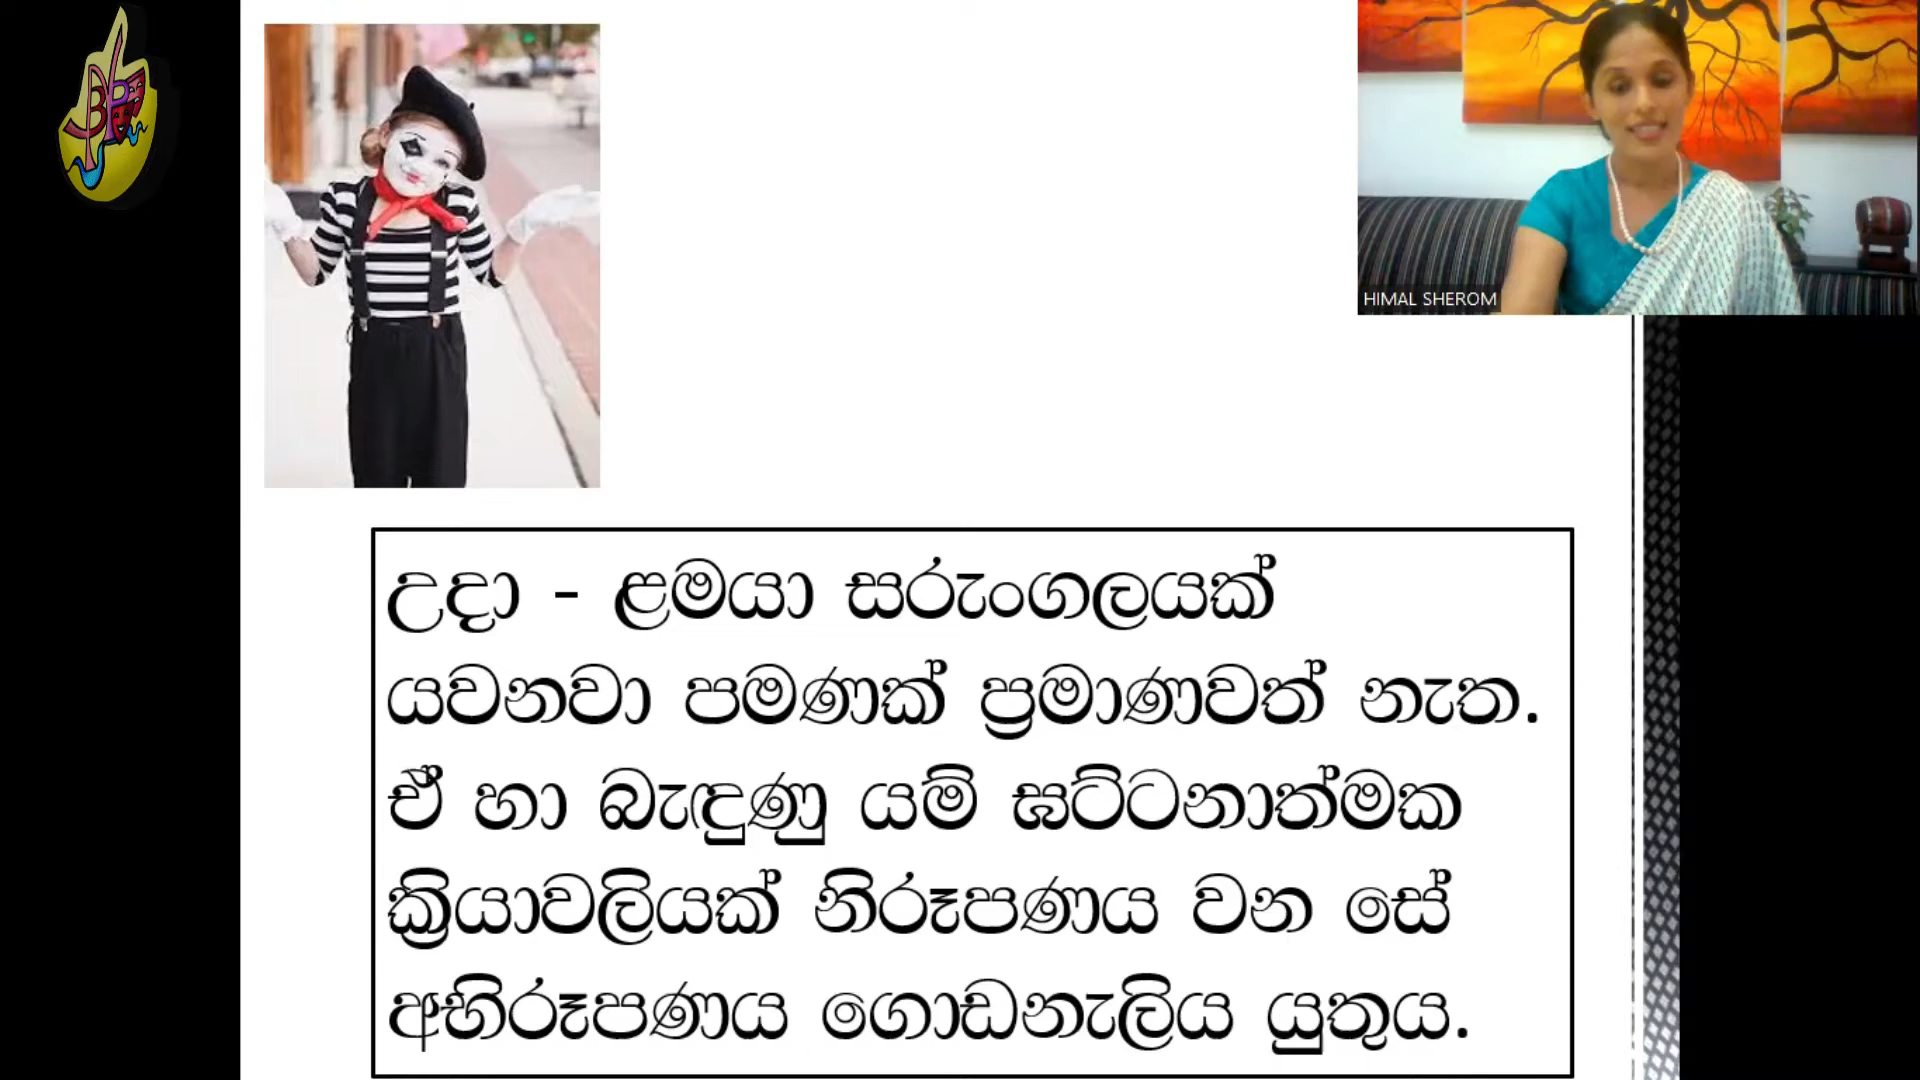 BP
HIMAL SHEROM
උදා - ළමයා සරුංගලයක්
යවනවා පමණක් ප්‍රමාණවත් නැත.
ඒ හා බැඳුණු යම් ඝට්ටනාත්මක
ක්‍රියාවලියක් නිරූපණය වන සේ
අභිරූපණය ගොඩනැලිය යුතුය.